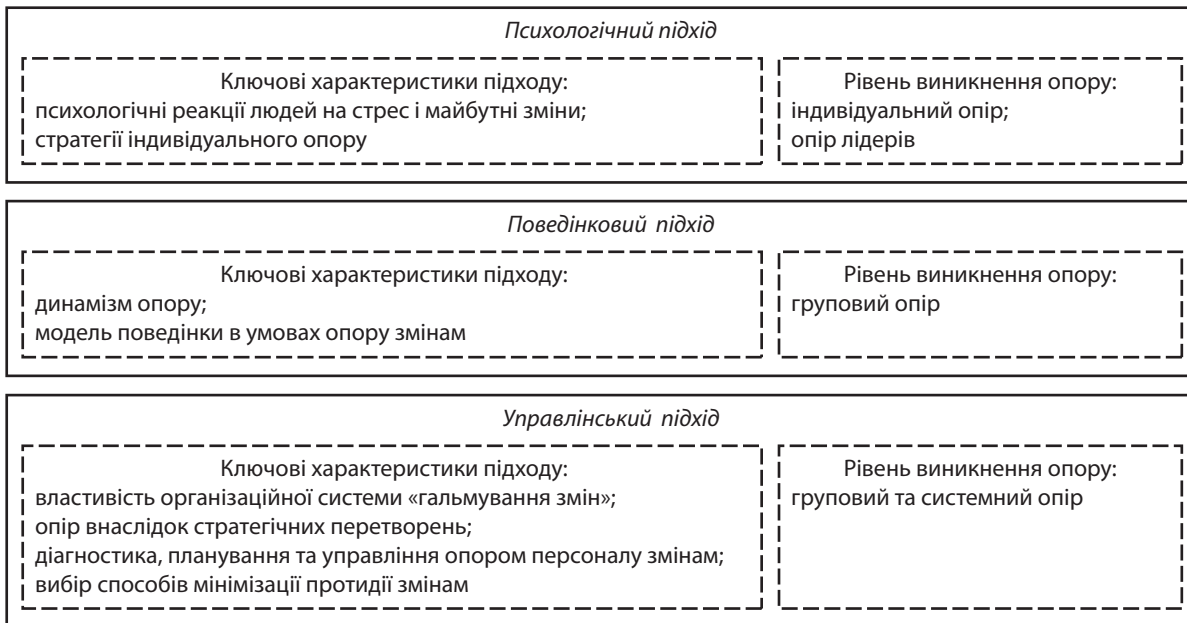 Психологічний підхід
Ключові характеристики підходу:
психологічні реакції людей на стрес і майбутні зміни;
стратегії індивідуального опору
Рівень виникнення опору:
індивідуальний опір;
опір лідерів
Поведінковий підхід
Ключові характеристики підходу:
динамізм опору;
модель поведінки в умовах опору змінам
Рівень виникнення опору:
груповий опір
Управлінський підхід
Ключові характеристики підходу:
властивість організаційної системи «гальмування змін»;
опір внаслідок стратегічних перетворень;
діагностика, планування та управління опором персоналу змінам;
вибір способів мінімізації протидії змінам
Рівень виникнення опору:
груповий та системний опір